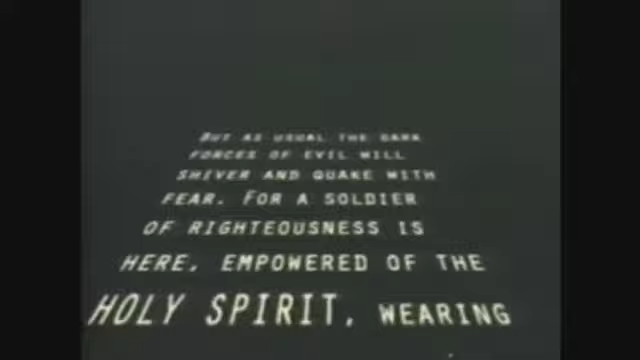 BUT AS USUAL THE DARK
FORCES OF EVIL WILL
SHIVER AND QUAKE WITH
FEAR. FOR A SOLDIER
OF RIGHTEOUSNESS IS
HERE, EMPOWERED OF THE
HOLY SPIRIT, WEARING